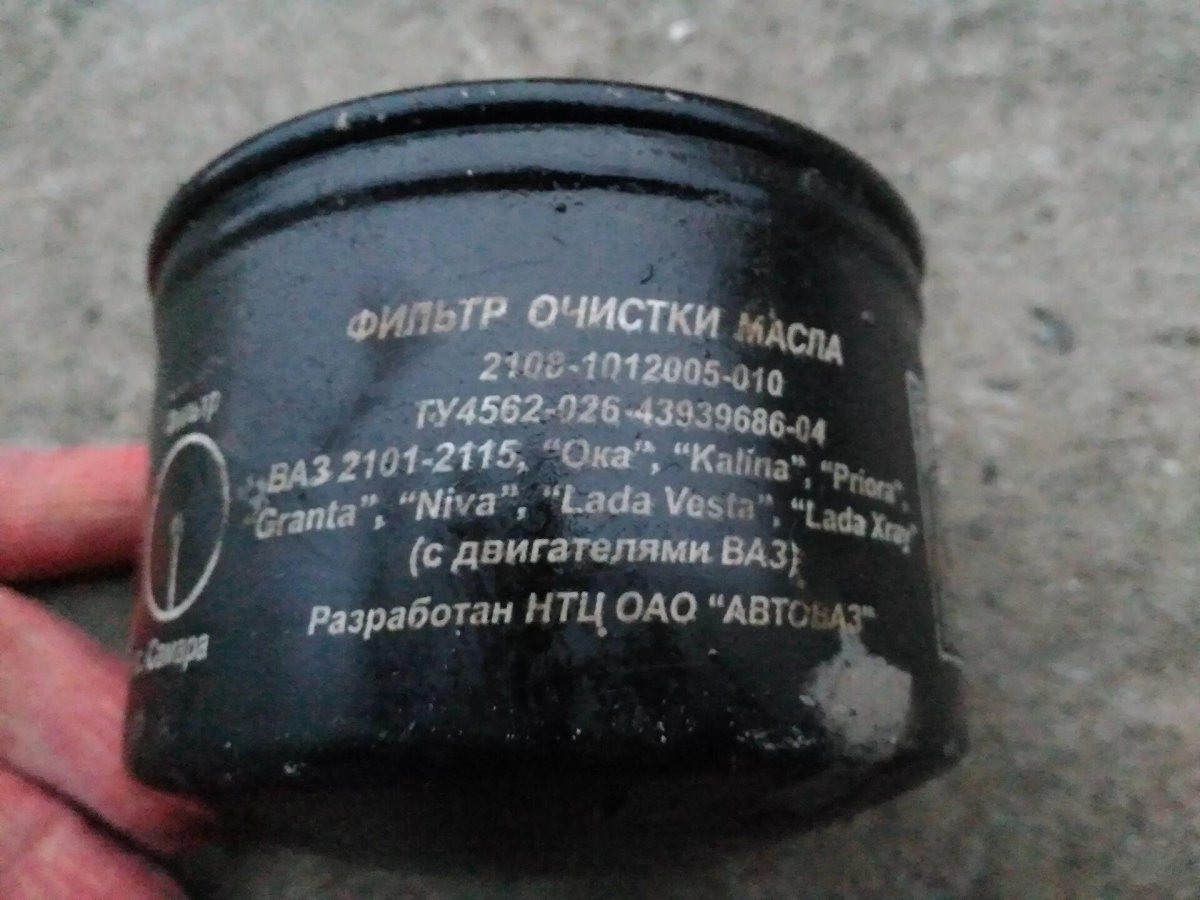 ФИЛЬТР ОЧИСТКИ МАСЛА
2108-1012005-010
ТУ4562-026-43939686-04
ВАЗ 2101-2115, “Ока”, “Kalina”, “Priora”,
“Granta”, “Niva”, “Lada Vesta”, “Lada Xray”
(с двигателями ВАЗ)
Разработан НТЦ ОАО “АВТОВАЗ”
Фильтр
г. Самара